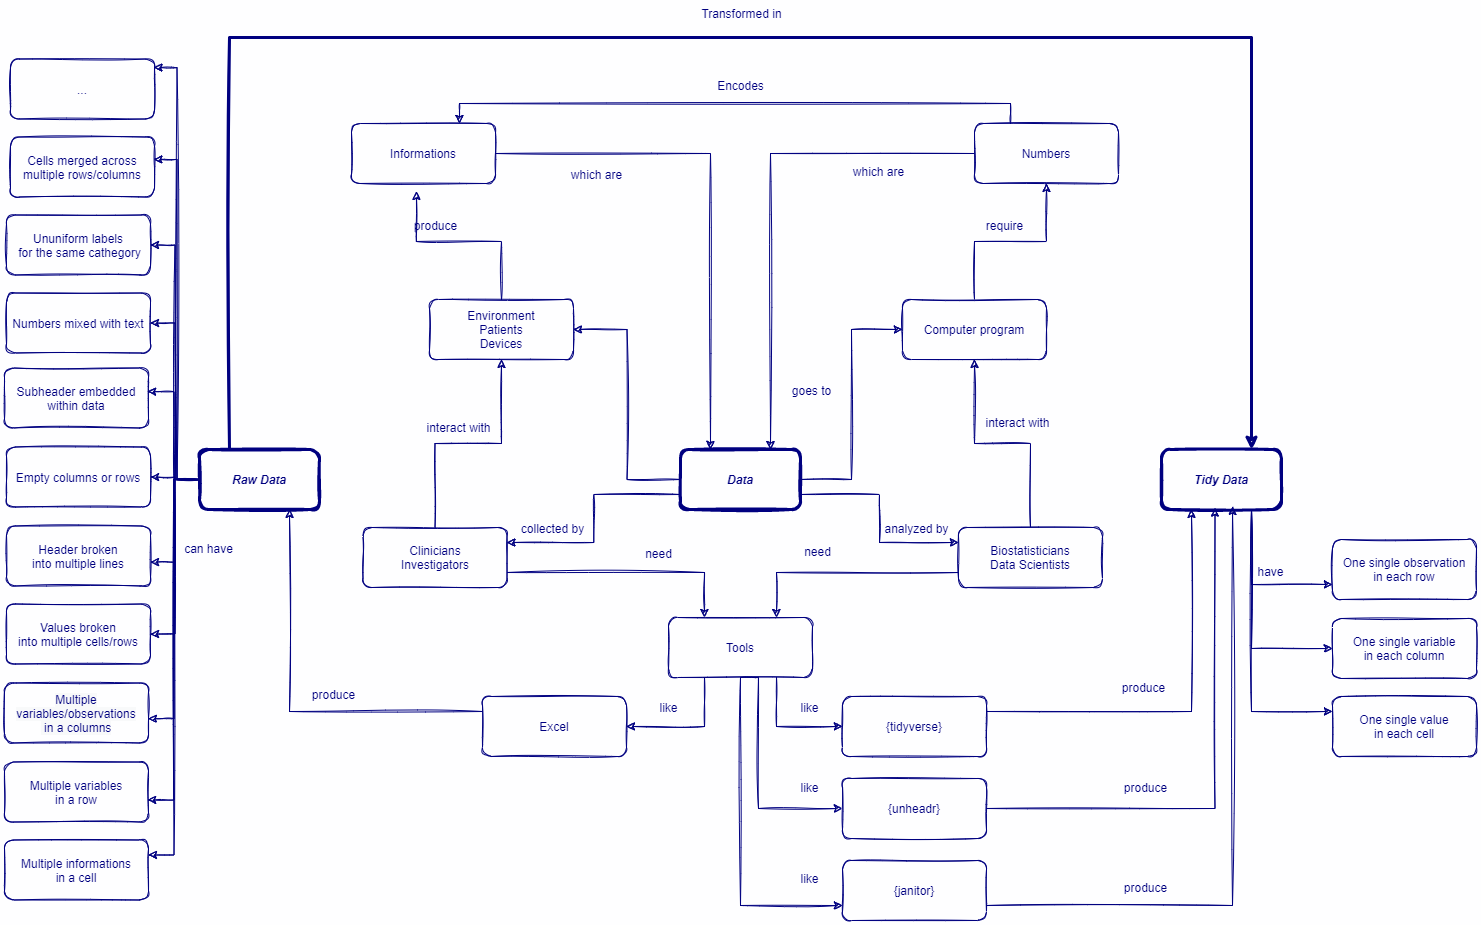 Transformed in
Encodes
...
Cells merged across
multiple rows/columns
Informations
which are
which are
Numbers
Ununiform labels
for the same cathegory
produce
require
Numbers mixed with text
Environment
Patients
Devices
Computer program
Subheader embedded
within data
goes to
interact with
interact with
Empty columns or rows
Raw Data
Data
Tidy Data
collected by
analyzed by
Header broken
into multiple lines
can have
Clinicians
Investigators
need
need
Biostatisticians
Data Scientists
have
One single observation
in each row
Values broken
into multiple cells/rows
Tools
One single variable
in each column
Multiple
variables/observations
in a columns
produce
Excel
like
like
{tidyverse}
produce
One single value
in each cell
Multiple variables
in a row
like
{unheadr}
produce
Multiple informations
in a cell
like
{janitor}
produce